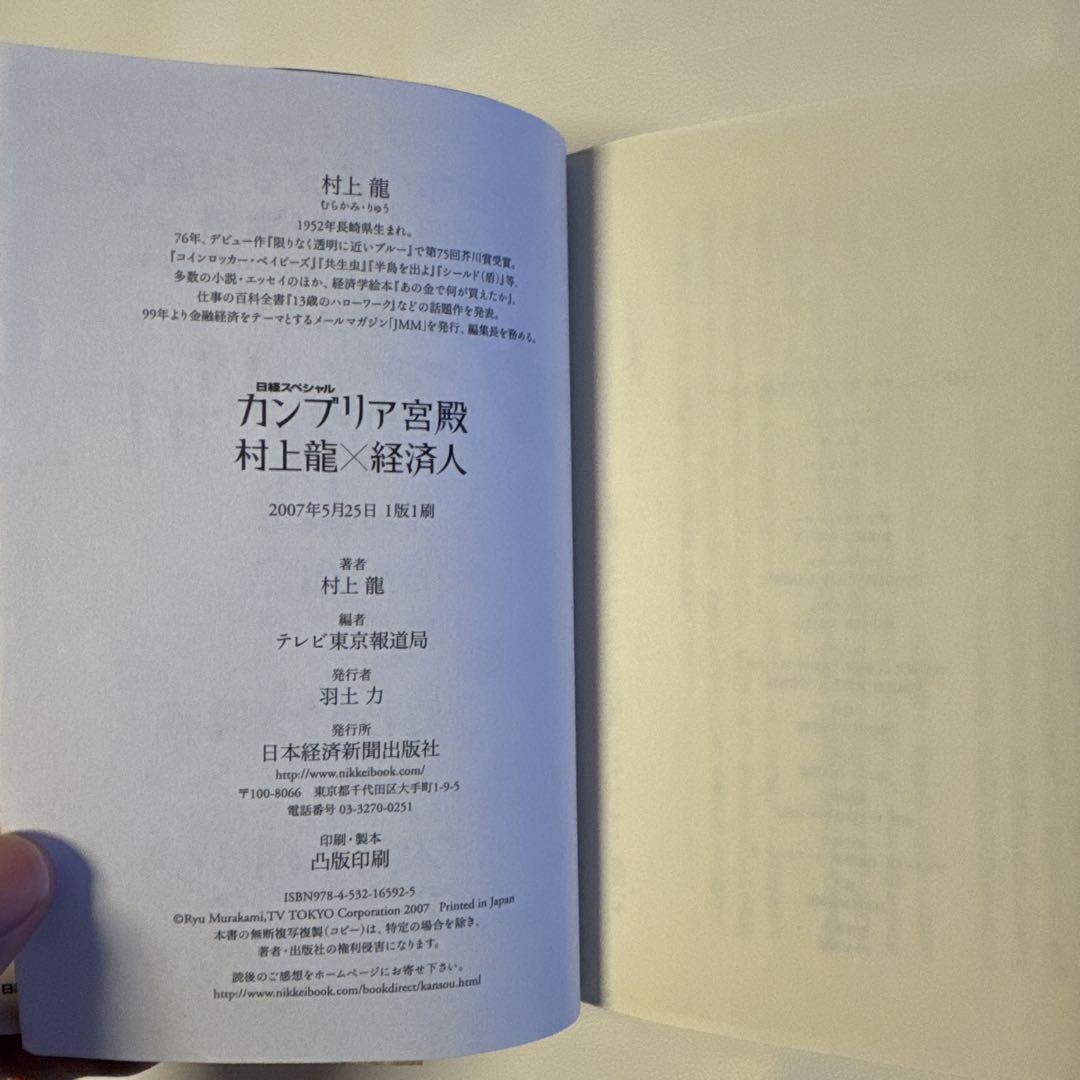 村上 龍
むらかみ・りゅう
1952年長崎県生まれ。
76年、デビュー作『限りなく透明に近いブルー』で第75回芥川賞受賞。
『コインロッカー・ベイビーズ』『共生虫』『半島を出よ』『シールド(盾)』等、
多数の小説・エッセイのほか、経済学絵本『あの金で何が買えたか』、
仕事の百科全書『13歳のハローワーク』などの話題作を発表。
99年より金融経済をテーマとするメールマガジン「JMM」を発行、編集長を務める。
日経スペシャル
カンブリア宮殿
村上龍×経済人
2007年5月25日 1版1刷
著者
村上 龍
編者
テレビ東京報道局
発行者
羽土 力
発行所
日本経済新聞出版社
http://www.nikkeibook.com/
〒100-8066 東京都千代田区大手町1-9-5
電話番号 03-3270-0251
印刷・製本
凸版印刷
ISBN978-4-532-16592-5
©Ryu Murakami,TV TOKYO Corporation 2007 Printed in Japan
本書の無断複写複製(コピー)は、特定の場合を除き、
著者・出版社の権利侵害になります。
読後のご感想をホームページにお寄せ下さい。
http://www.nikkeibook.com/bookdirect/kansou.html